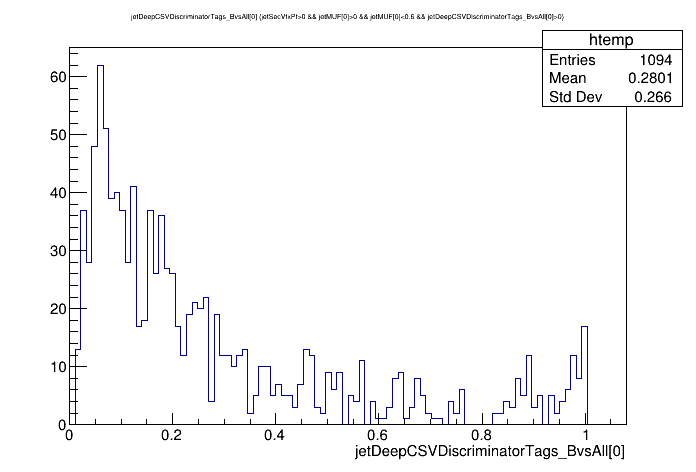 jetDeepCSVDiscriminatorTags_BvsAll[0] {jetSecVtxPt>0 && jetMUF[0]>0 && jetMUF[0]<0.6 && jetDeepCSVDiscriminatorTags_BvsAll[0]>0}
htemp
Entries 1094
Mean 0.2801
Std Dev 0.266
60
50
40
30
20
10
0
0 0.2 0.4 0.6 0.8 1
jetDeepCSVDiscriminatorTags_BvsAll[0]